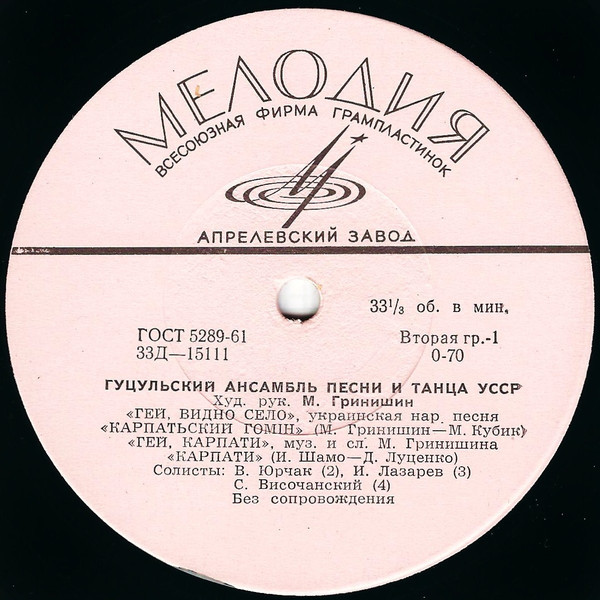 МЕЛОДИЯ
ВСЕСОЮЗНАЯ ФИРМА ГРАМПЛАСТИНОК
АПРЕЛЕВСКИЙ ЗАВОД
33⅓ об. в мин,
ГОСТ 5289-61 Вторая гр.-1
33Д—15111 0-70
ГУЦУЛЬСКИЙ АНСАМБЛЬ ПЕСНИ И ТАНЦА УССР
Худ. рук. М. Гринишин
«ГЕЙ, ВИДНО СЕЛО», украинская нар. песня
«КАРПАТЬСКИЙ ГОМІН» (М. Гринишин—М. Кубик)
«ГЕЙ, КАРПАТИ», муз. и сл. М. Гринишина
«КАРПАТИ» (И. Шамо—Д. Луценко)
Солисты: В. Юрчак (2), И. Лазарев (3)
С. Височанский (4)
Без сопровождения